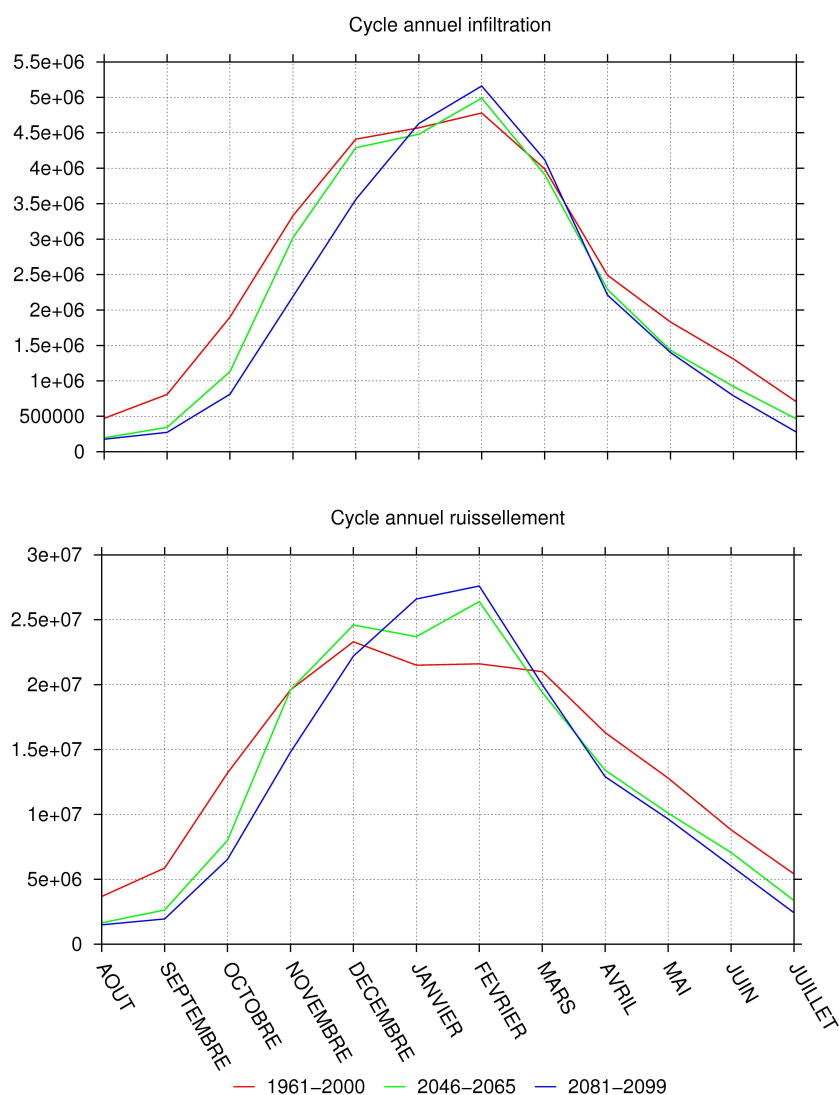 Cycle annuel infiltration
5.5e+06
5e+06
4.5e+06
4e+06
3.5e+06
3e+06
2.5e+06
2e+06
1.5e+06
1e+06
500000
0
Cycle annuel ruissellement
3e+07
2.5e+07
2e+07
1.5e+07
1e+07
5e+06
0
AOUT SEPTEMBRE OCTOBRE NOVEMBRE DECEMBRE JANVIER FEVRIER MARS AVRIL MAI JUIN JUILLET
1961−2000 2046−2065 2081−2099